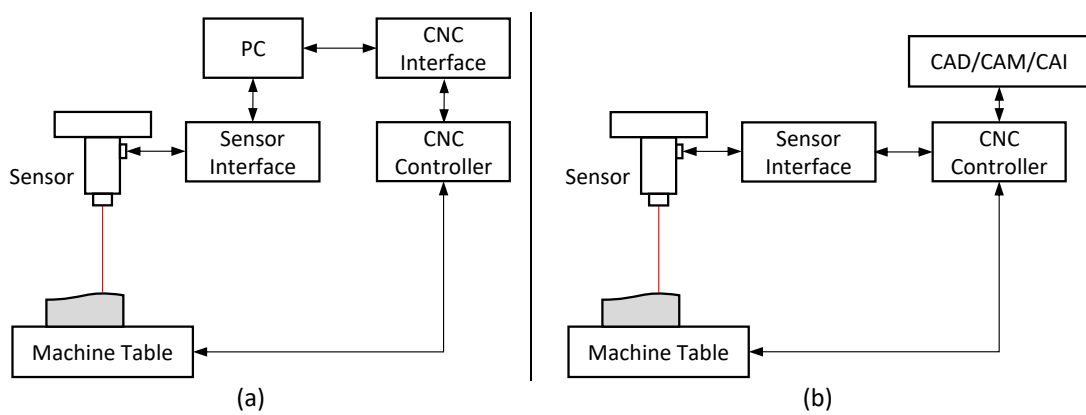 PC
CNC
Interface
Sensor
Interface
CNC
Controller
Sensor
Machine Table
(a)
CAD/CAM/CAI
Sensor
Interface
CNC
Controller
Sensor
Machine Table
(b)